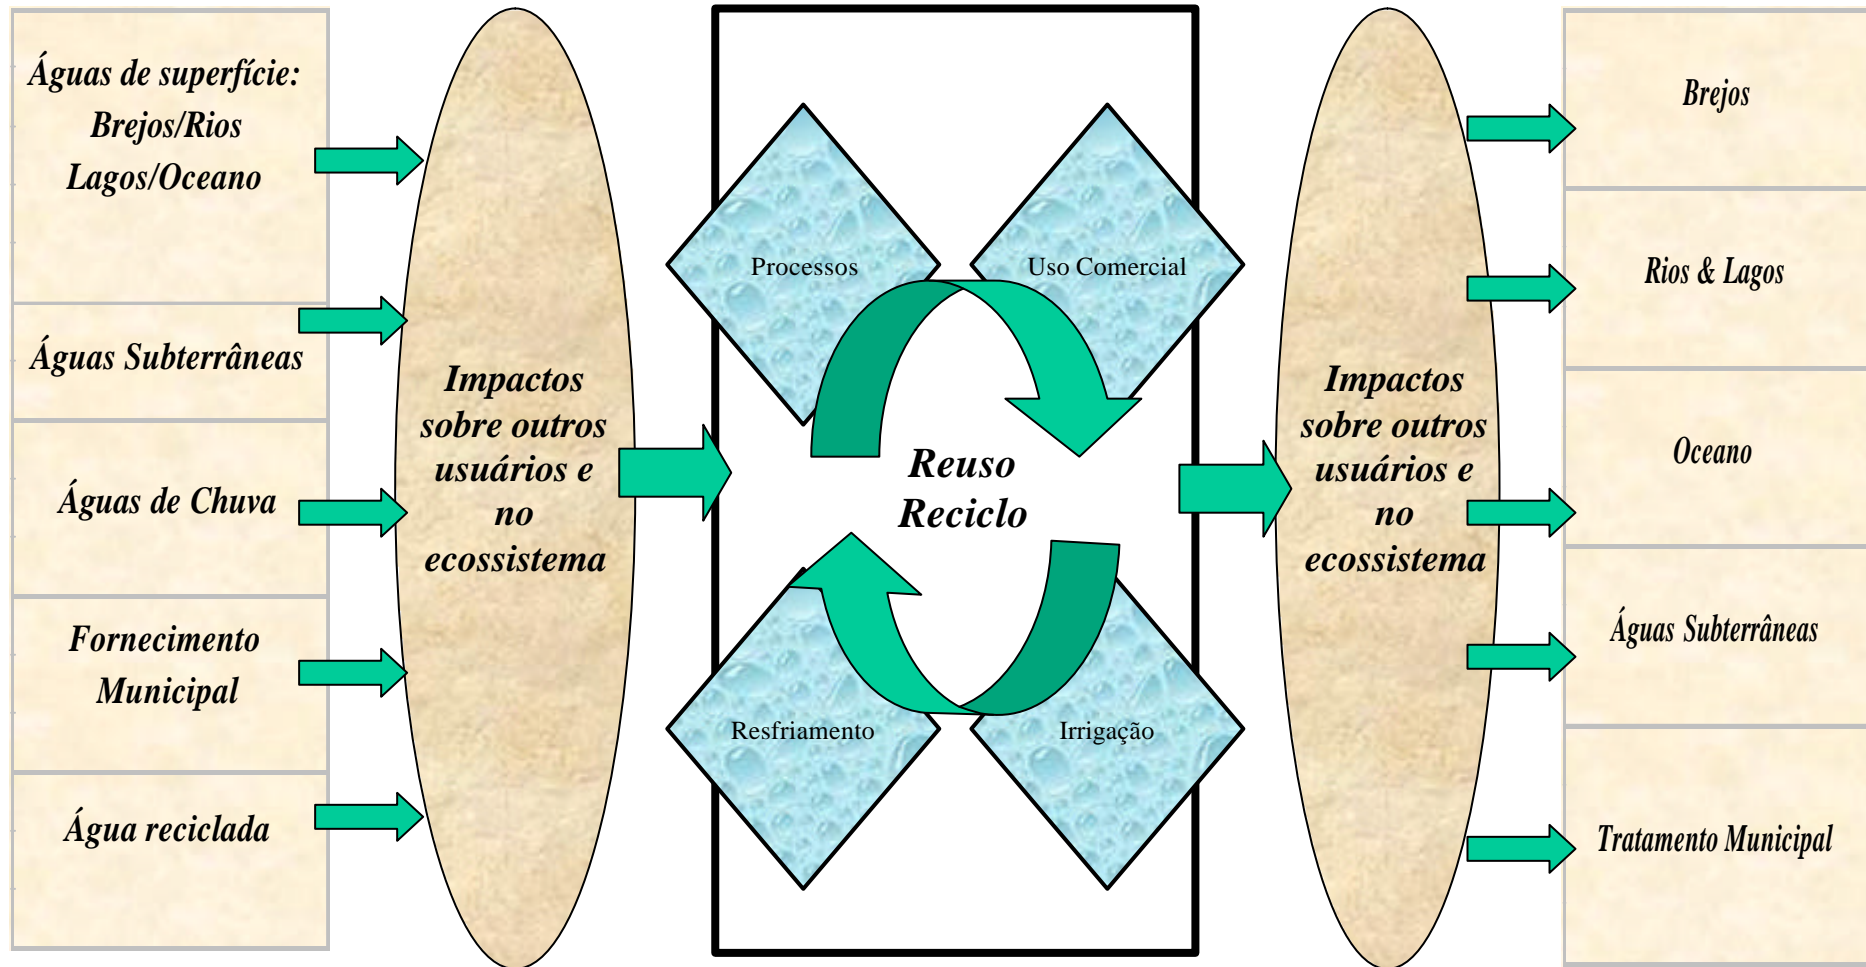 Águas de superfície:
Brejos/Rios
Lagos/Oceano
Águas Subterrâneas
Águas de Chuva
Fornecimento
Municipal
Água reciclada
Impactos
sobre outros
usuários e
no
ecossistema
Processos
Uso Comercial
Reuso
Reciclo
Resfriamento
Irrigação
Impactos
sobre outros
usuários e
no
ecossistema
Brejos
Rios & Lagos
Oceano
Águas Subterrâneas
Tratamento Municipal